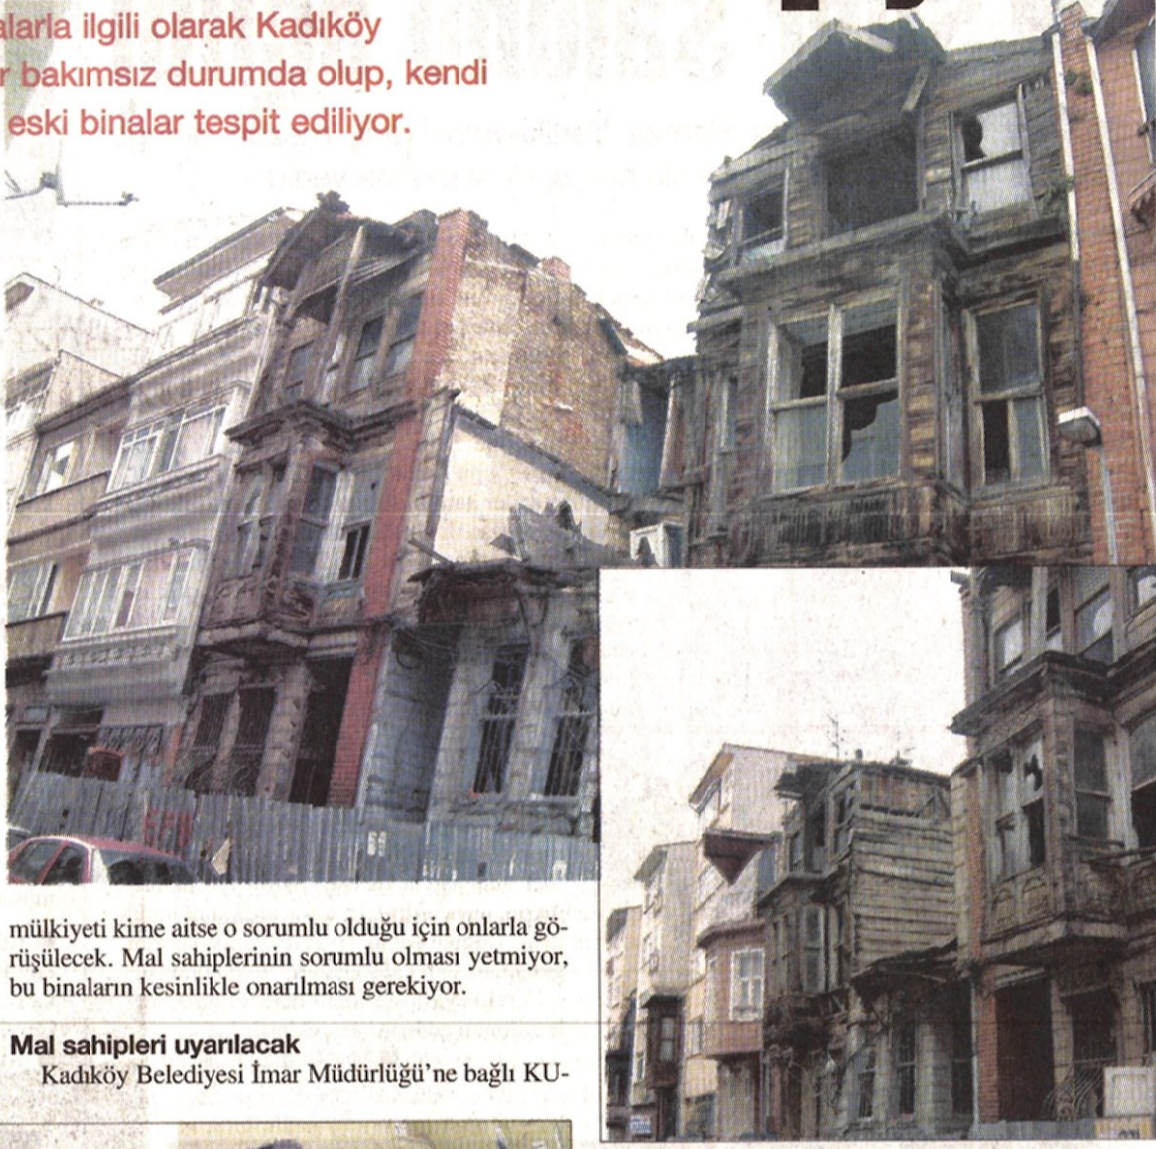 ilgili olarak Kadıköy
bakımsız durumda olup, kendi
eski binalar tespit ediliyor.
mülkiyeti kime aitse o sorumlu olduğu için onlarla gö-
rüşülecek. Mal sahiplerinin sorumlu olması yetmiyor,
bu binaların kesinlikle onarılması gerekiyor.
Mal sahipleri uyarılacak
Kadıköy Belediyesi İmar Müdürlüğü'ne bağlı KU-